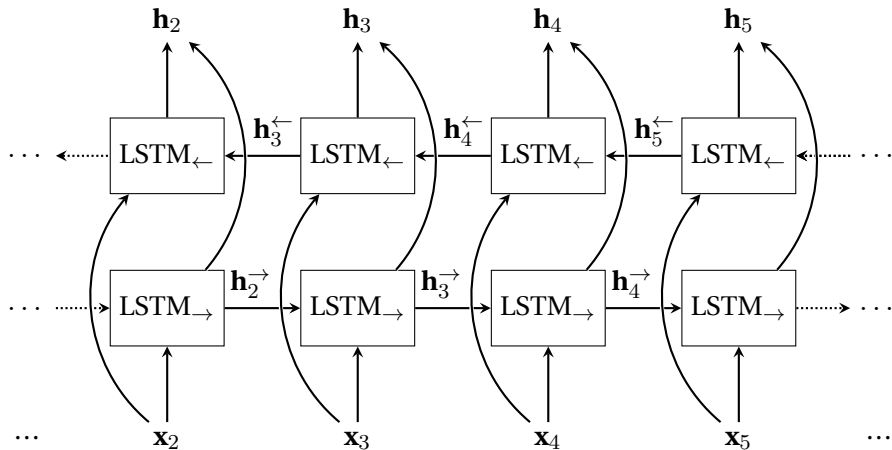 h₂ h₃ h₄ h₅
h₃← h₄← h₅←
... LSTM← LSTM← LSTM← LSTM← ...
h₂→ h₃→ h₄→
... LSTM→ LSTM→ LSTM→ LSTM→ ...
... x₂ x₃ x₄ x₅ ...